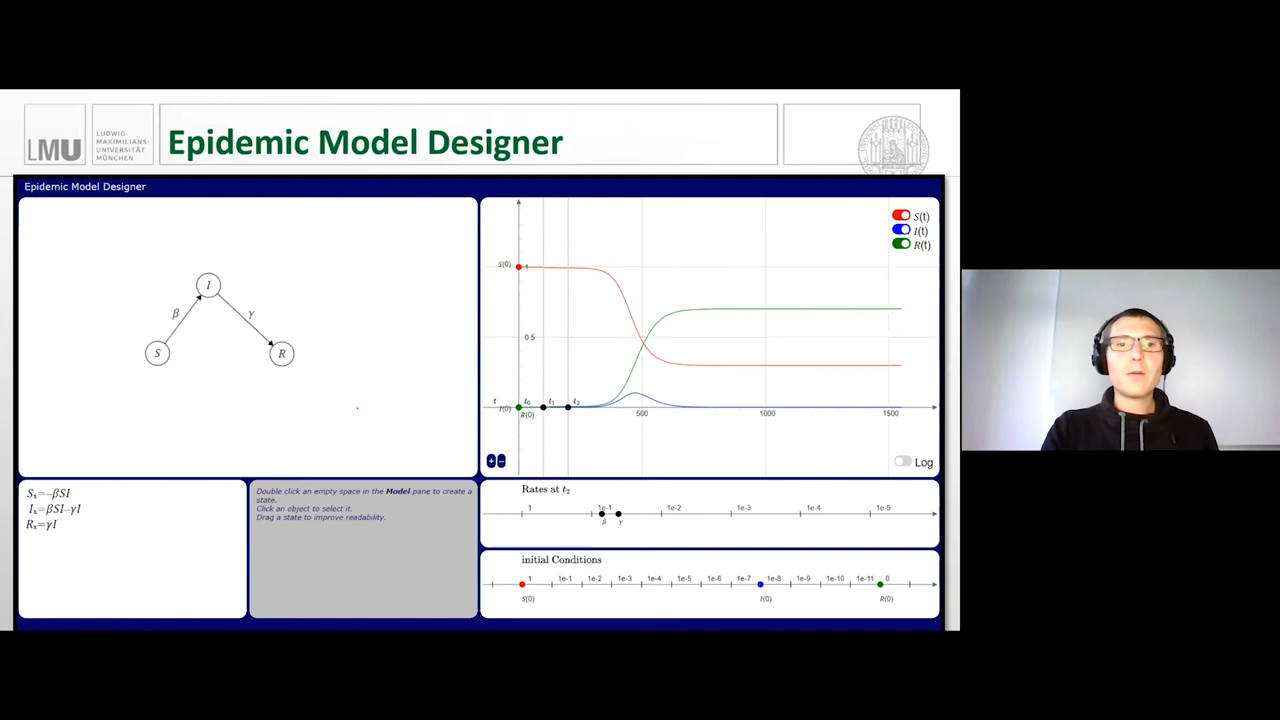 LMU
LUDWIG-
MAXIMILIANS-
UNIVERSITÄT
MÜNCHEN
Epidemic Model Designer
Epidemic Model Designer
I
β
γ
S
R
S(t)
I(t)
R(t)
S(0)
1
0.5
t
I(0)
t₀
t₁
t₂
R(0)
500
1000
1500
+ −
Log
Sₜ=−βSI
Iₜ=βSI−γI
Rₜ=γI
Double click an empty space in the Model pane to create a
state.
Click an object to select it.
Drag a state to improve readability.
Rates at t₂
1 1e-1 1e-2 1e-3 1e-4 1e-5
β γ
initial Conditions
1 1e-1 1e-2 1e-3 1e-4 1e-5 1e-6 1e-7 1e-8 1e-9 1e-10 1e-11 0
S(0) I(0) R(0)